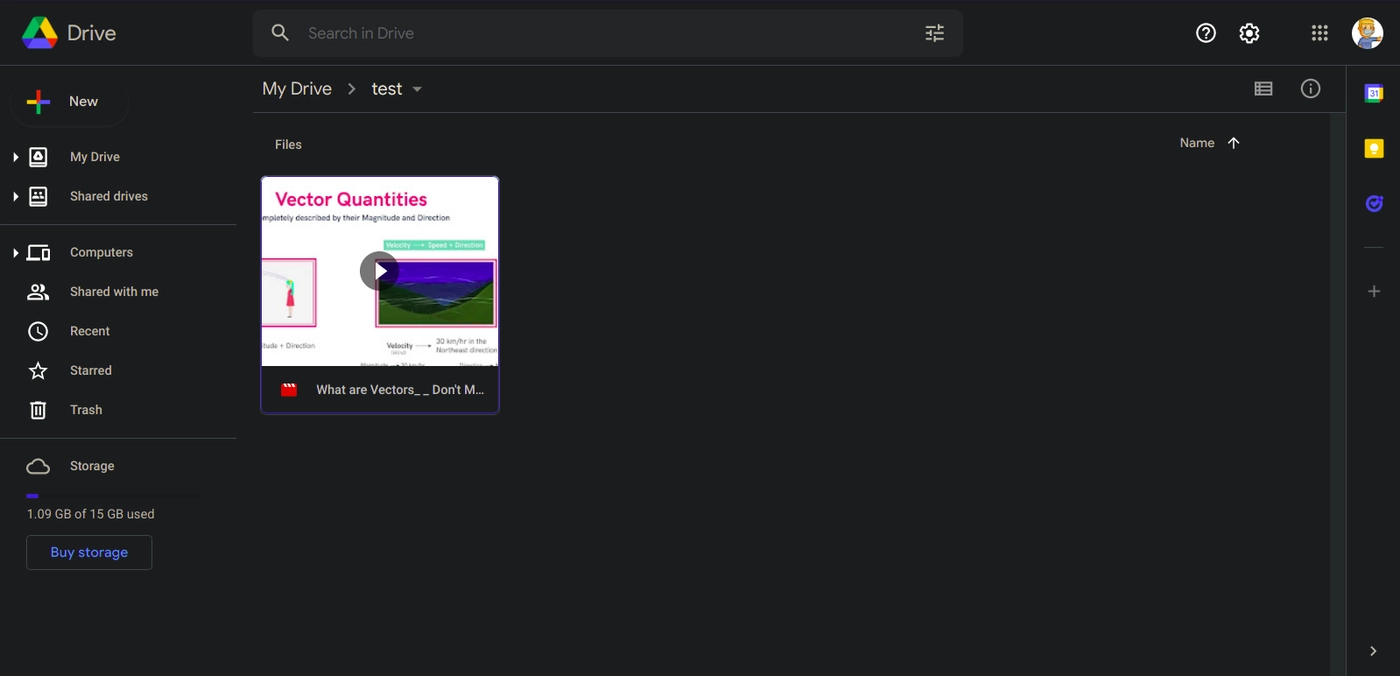 Drive
Search in Drive
My Drive
test
New
Files
Name
My Drive
Shared drives
Computers
Shared with me
Recent
Starred
Trash
Storage
1.09 GB of 15 GB used
Buy storage
Vector Quantities
mpletely described by their Magnitude and Direction
Velocity → Speed + Direction
itude + Direction
Velocity → 30 km/hr in the
Northeast direction
What are Vectors_ _ Don't M...
31